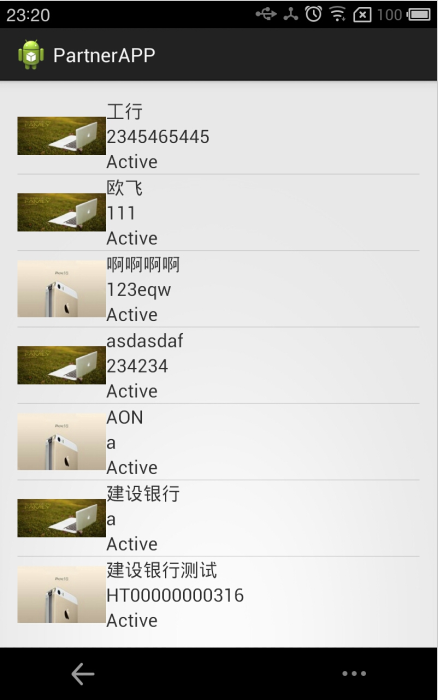 23:20
100
PartnerAPP
工行
2345465445
Active
欧飞
111
Active
啊啊啊啊
123eqw
Active
asdasdaf
234234
Active
AON
a
Active
建设银行
a
Active
建设银行测试
HT00000000316
Active